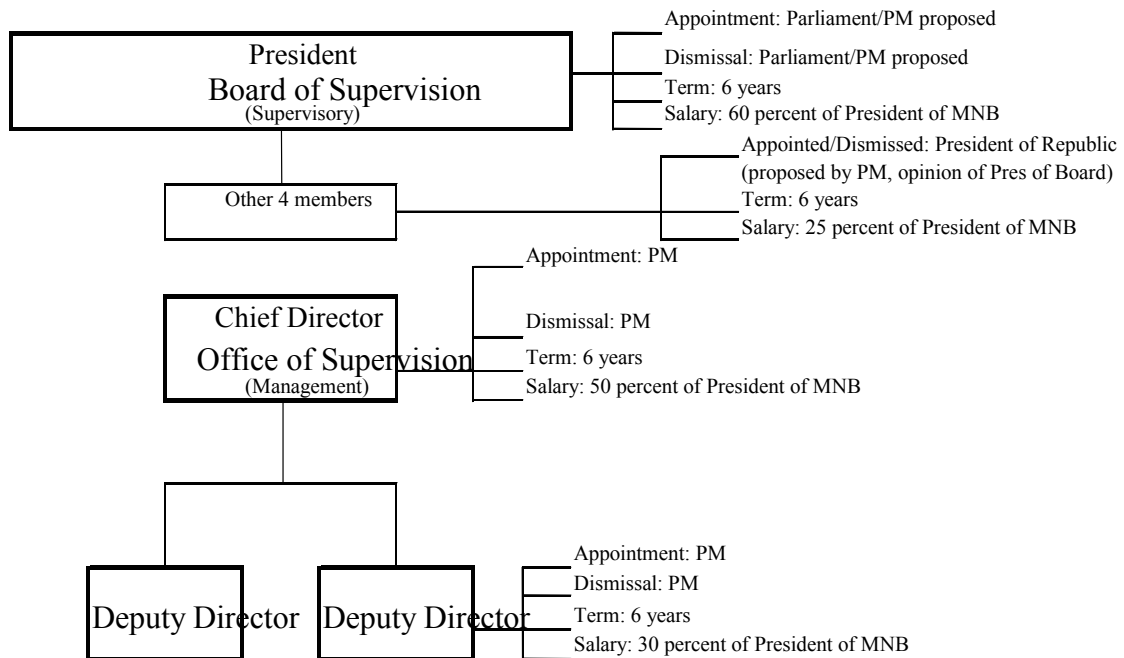 Appointment: Parliament/PM proposed
President
Board of Supervision
(Supervisory)
Dismissal: Parliament/PM proposed
Term: 6 years
Salary: 60 percent of President of MNB
Appointed/Dismissed: President of Republic
(proposed by PM, opinion of Pres of Board)
Other 4 members
Term: 6 years
Salary: 25 percent of President of MNB
Appointment: PM
Chief Director
Office of Supervision
(Management)
Dismissal: PM
Term: 6 years
Salary: 50 percent of President of MNB
Deputy Director
Deputy Director
Appointment: PM
Dismissal: PM
Term: 6 years
Salary: 30 percent of President of MNB